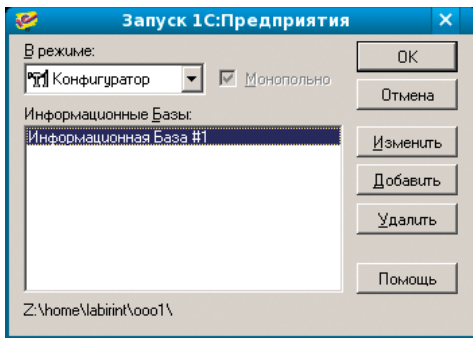 Запуск 1С:Предприятия
В режиме:
Конфигуратор
Монопольно
Информационные Базы:
Информационная База #1
Z:\home\labirint\ooo1\
OK
Отмена
Изменить
Добавить
Удалить
Помощь